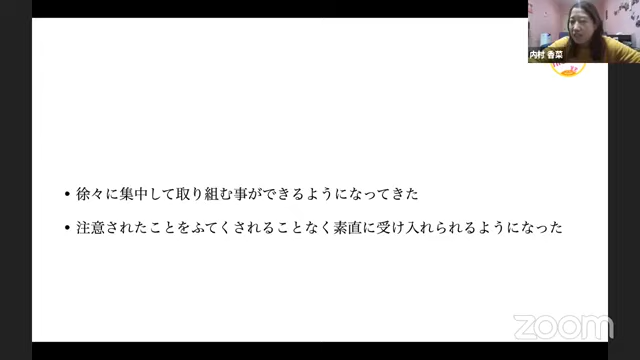 内村 香菜
• 徐々に集中して取り組む事ができるようになってきた
• 注意されたことをふてくされることなく素直に受け入れられるようになった
zoom